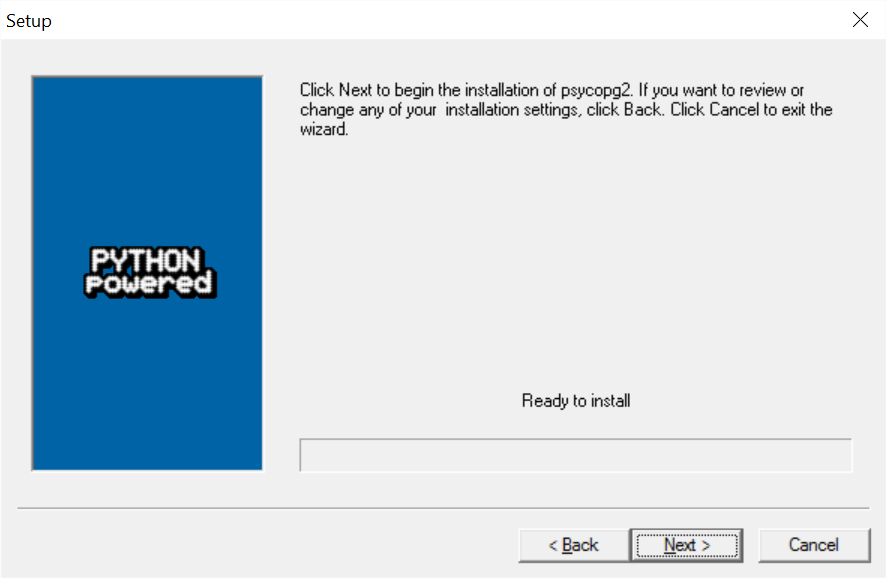 Setup
Click Next to begin the installation of psycopg2. If you want to review or
change any of your  installation settings, click Back. Click Cancel to exit the
wizard.
PYTHON
powered
Ready to install
< Back
Next >
Cancel